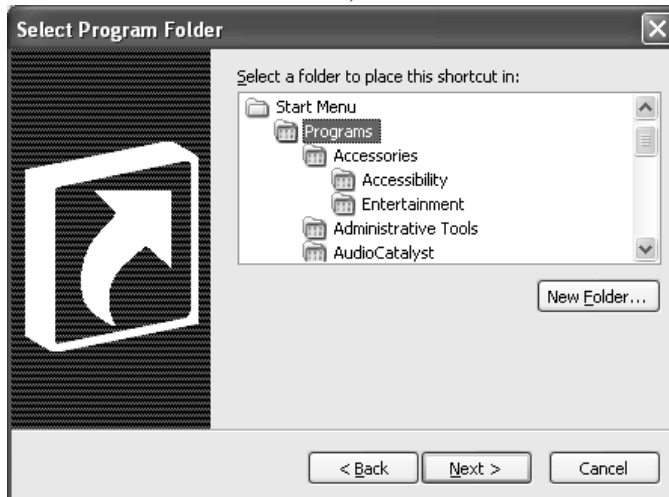 Select Program Folder
Select a folder to place this shortcut in:
Start Menu
Programs
Accessories
Accessibility
Entertainment
Administrative Tools
AudioCatalyst
New Folder...
< Back
Next >
Cancel